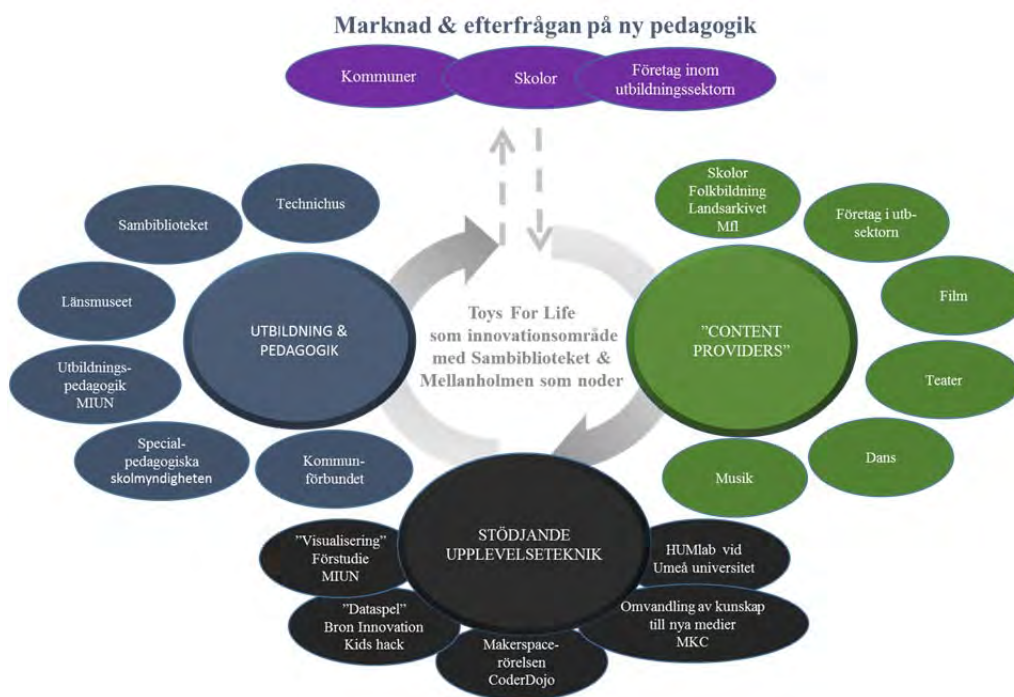 Marknad & efterfrågan på ny pedagogik
Kommuner
Skolor
Företag inom
utbildningssektorn
Technichus
Sambiblioteket
Länsmuseet
Utbildnings-
pedagogik
MIUN
Special-
pedagogiska
skolmyndigheten
Kommun-
förbundet
UTBILDNING &
PEDAGOGIK
Toys For Life
som innovationsområde
med Sambiblioteket &
Mellanholmen som noder
Skolor
Folkbildning
Landsarkivet
Mfl
Företag i utb-
sektorn
Film
Teater
Dans
Musik
”CONTENT
PROVIDERS”
STÖDJANDE
UPPLEVELSETEKNIK
”Visualisering”
Förstudie
MIUN
”Dataspel”
Bron Innovation
Kids hack
Makerspace-
rörelsen
CoderDojo
Omvandling av kunskap
till nya medier
MKC
HUMlab vid
Umeå universitet